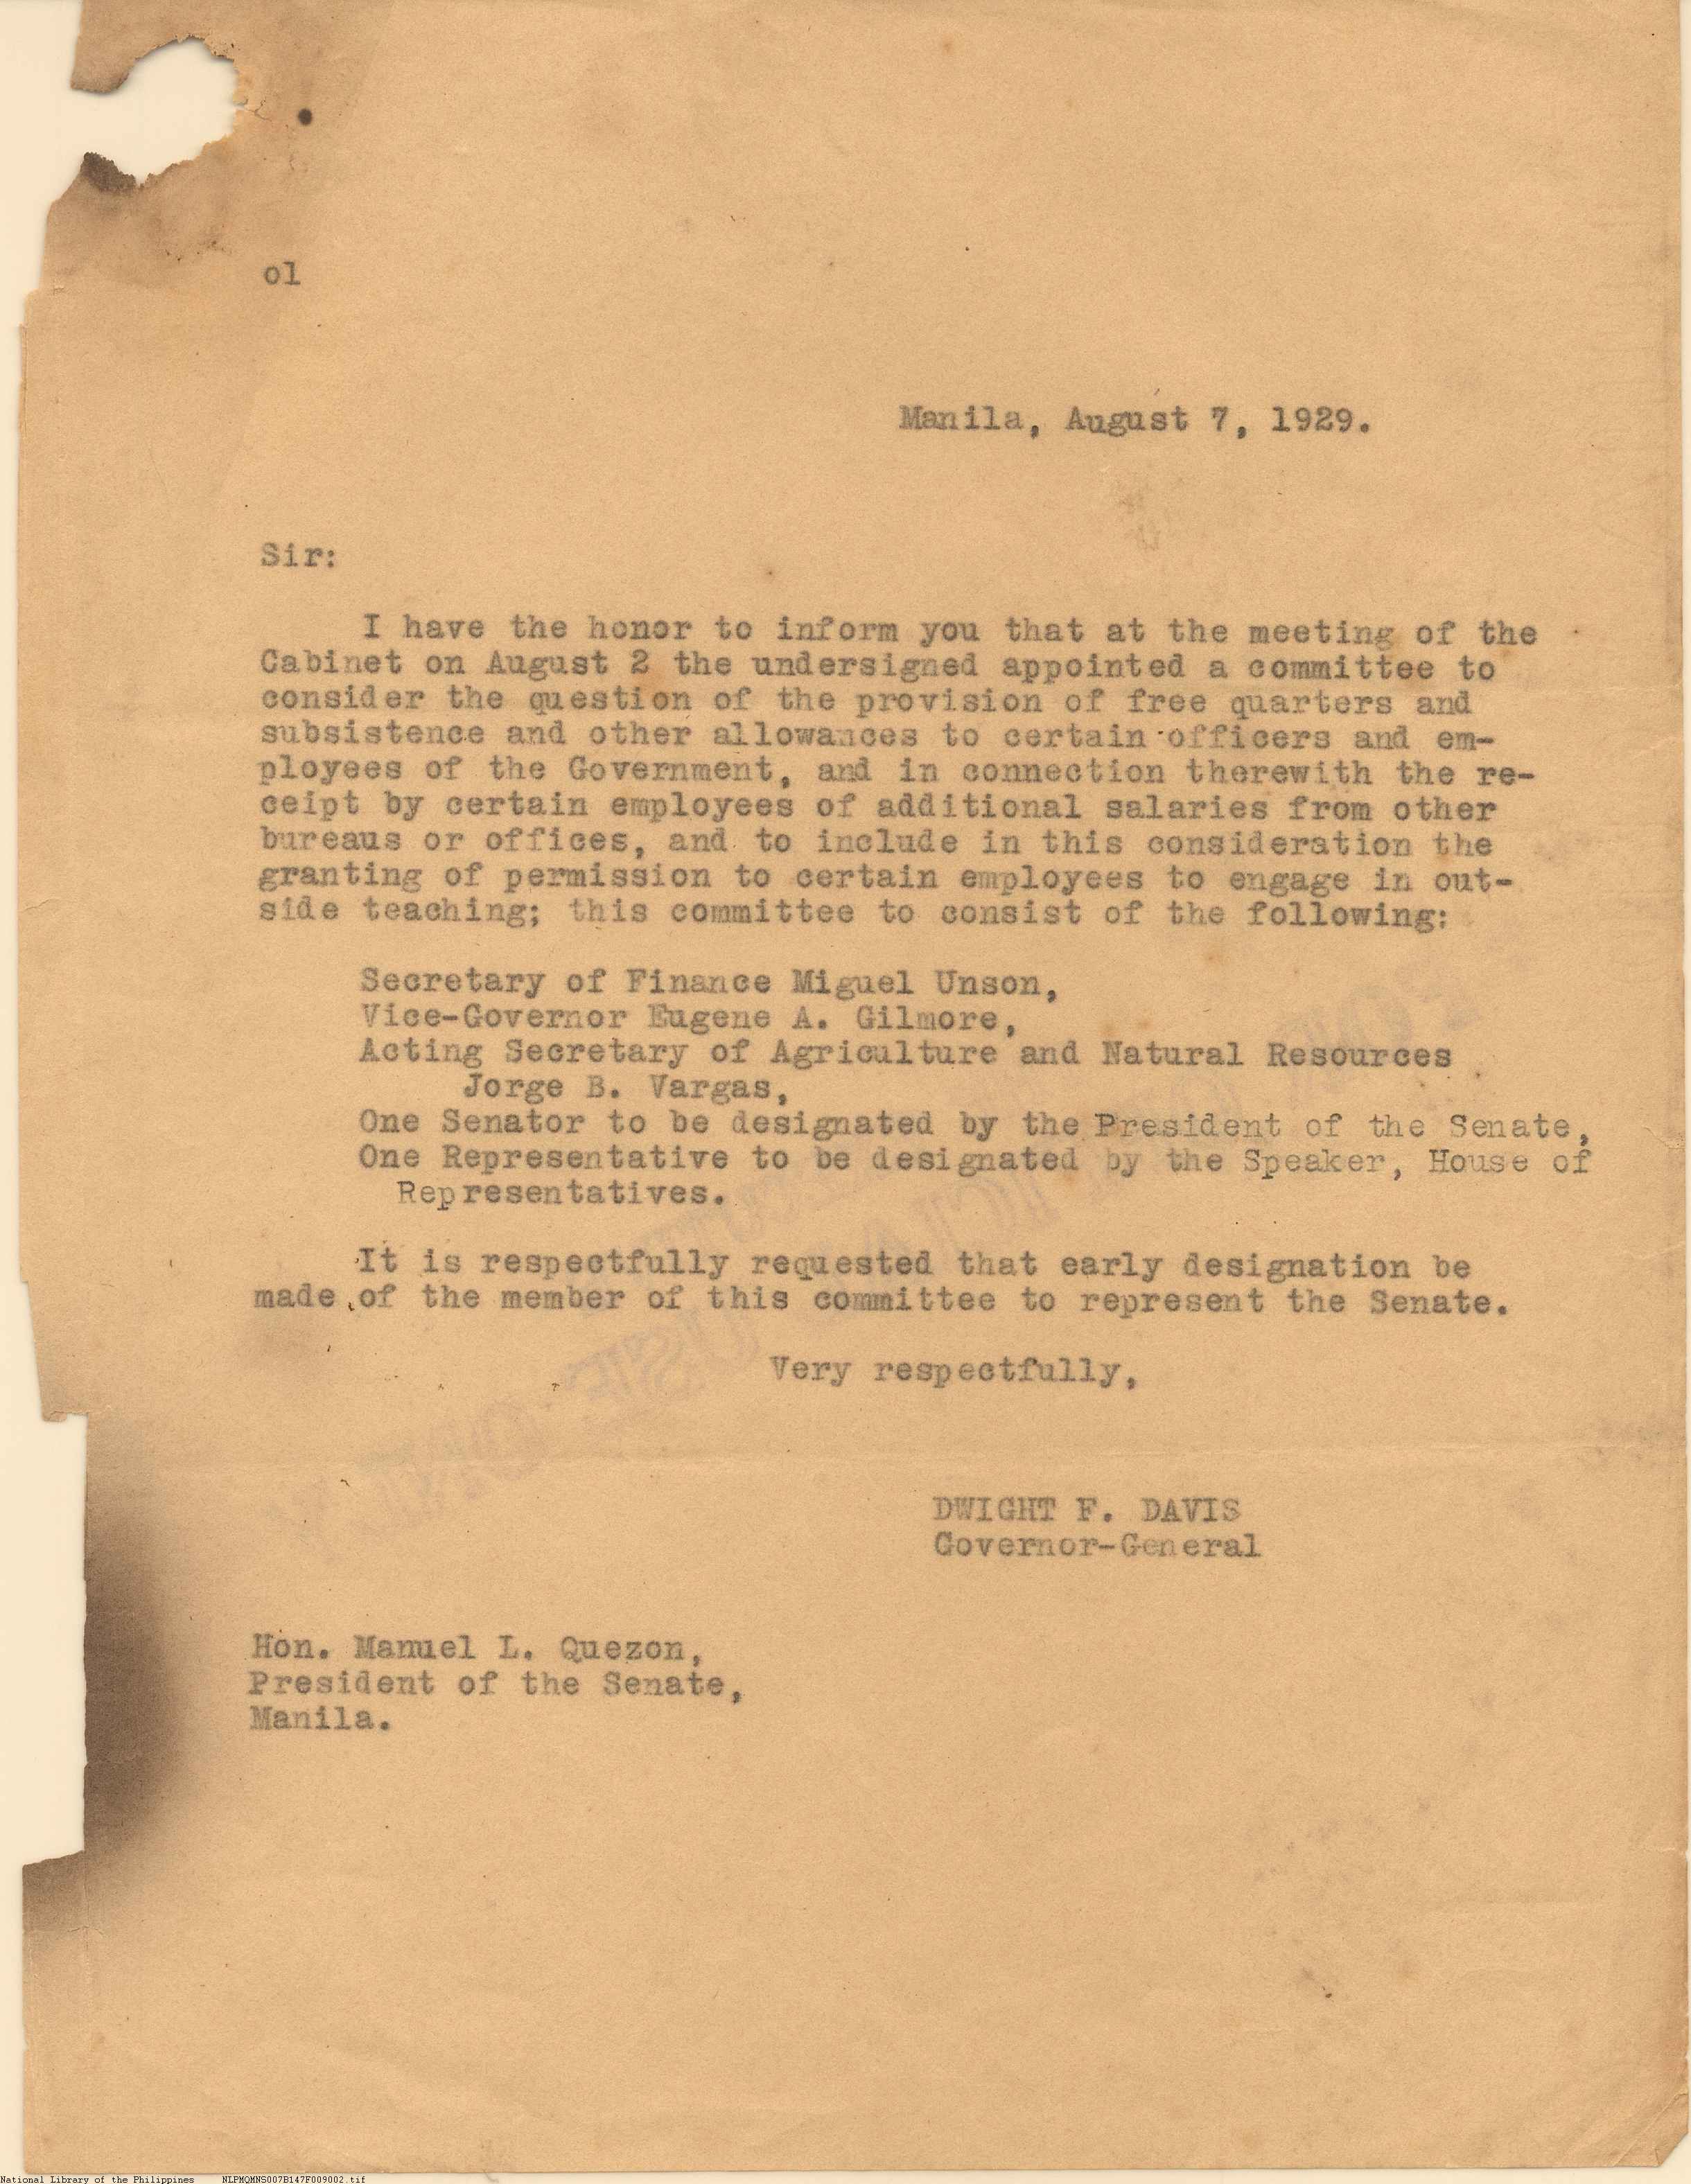 ol
Manila, August 7, 1929.
Sir:
I have the honor to inform you that at the meeting of the
Cabinet on August 2 the undersigned appointed a committee to
consider the question of the provision of free quarters and
subsistence and other allowances to certain officers and em-
ployees of the Government, and in connection therewith the re-
ceipt by certain employees of additional salaries from other
bureaus or offices, and to include in this consideration the
granting of permission to certain employees to engage in out-
side teaching; this committee to consist of the following:
Secretary of Finance Miguel Unson,
Vice-Governor Eugene A. Gilmore,
Acting Secretary of Agriculture and Natural Resources
Jorge B. Vargas,
One Senator to be designated by the President of the Senate,
One Representative to be designated by the Speaker, House of
Representatives.
It is respectfully requested that early designation be
made of the member of this committee to represent the Senate.
Very respectfully,
DWIGHT F. DAVIS
Governor-General
Hon. Manuel L. Quezon,
President of the Senate,
Manila.
National Library of the Philippines NLPMQMNS007B147F009002.tif